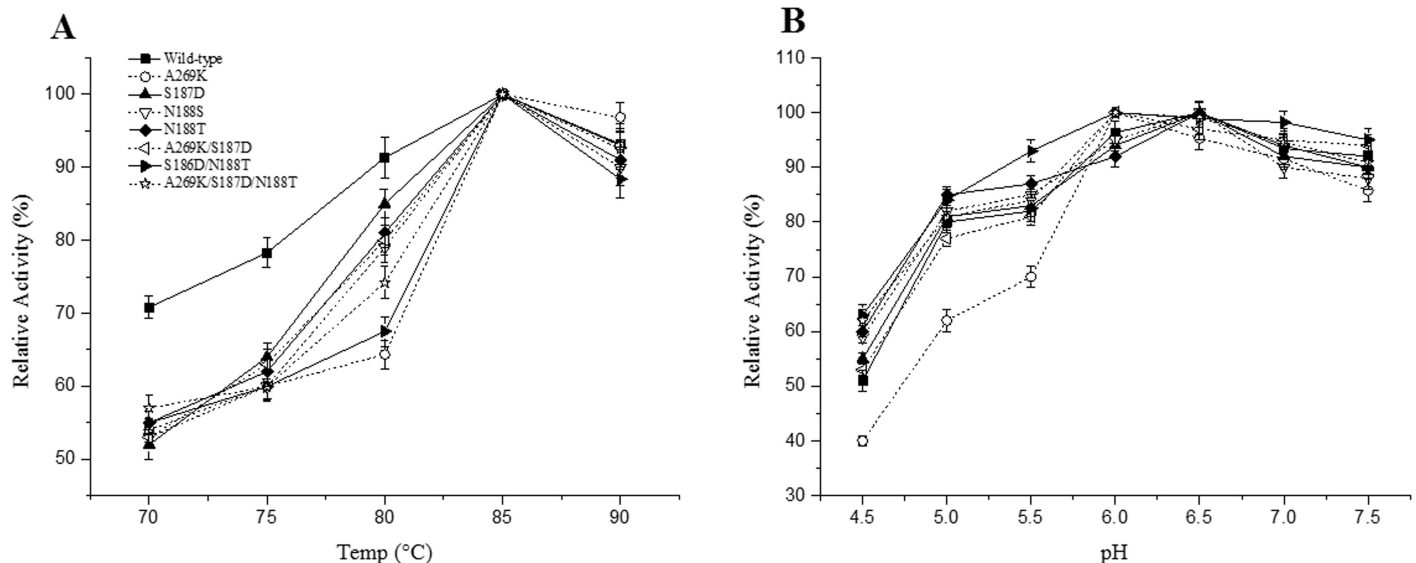 A
Wild-type
A269K
S187D
N188S
N188T
A269K/S187D
S186D/N188T
A269K/S187D/N188T
100
90
80
70
60
50
Relative Activity (%)
70 75 80 85 90
Temp (°C)
B
110
100
90
80
70
60
50
40
30
Relative Activity (%)
4.5 5.0 5.5 6.0 6.5 7.0 7.5
pH